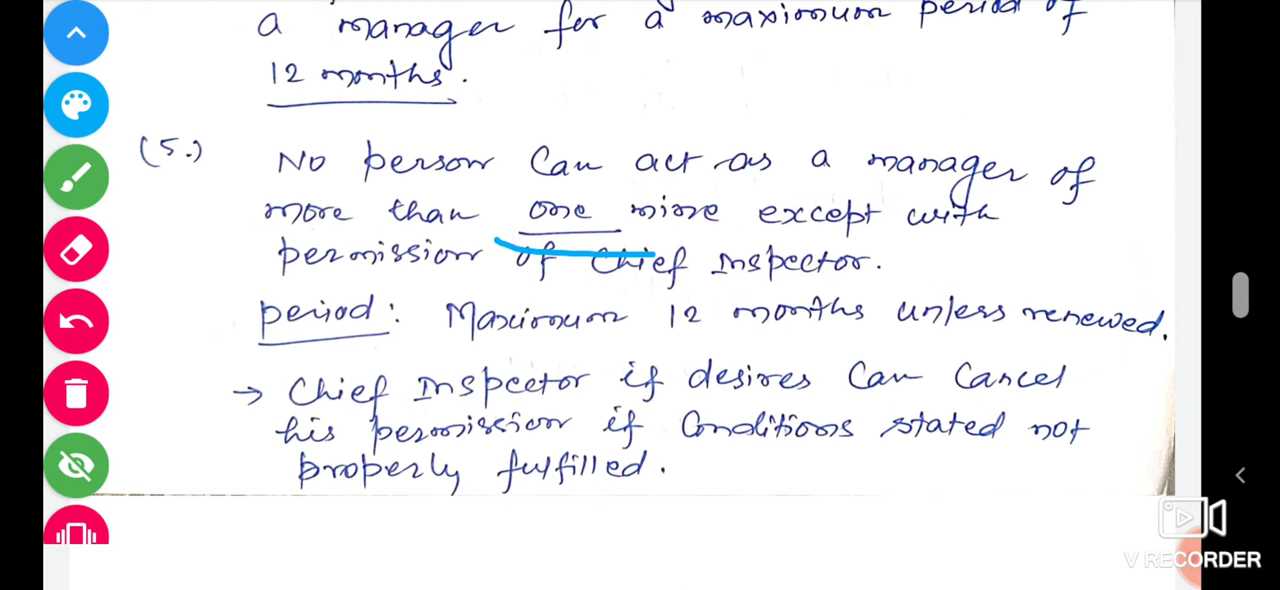 a manager for a maximum period of
12 months.
(5.) No person can act as a manager of
more than one mine except with
permission of Chief Inspector.
Period: Maximum 12 months unless renewed.
→ Chief Inspector if desires can cancel
his permission if conditions stated not
properly fulfilled.
V RECORDER